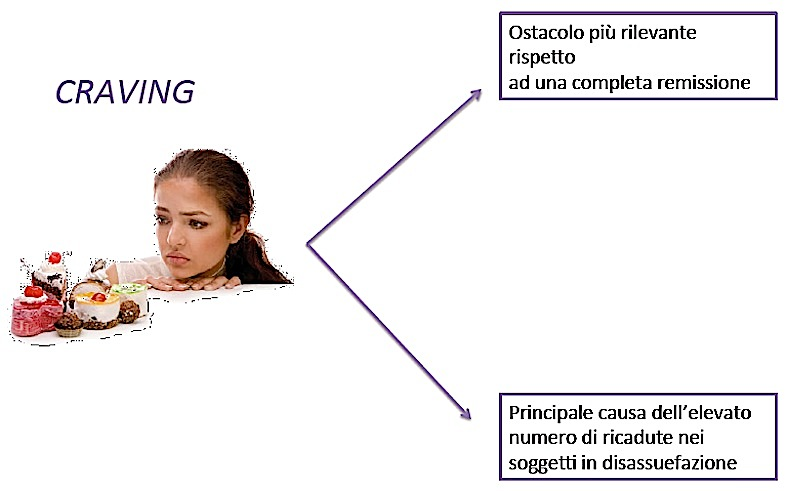 CRAVING
Ostacolo più rilevante
rispetto
ad una completa remissione
Principale causa dell'elevato
numero di ricadute nei
soggetti in disassuefazione